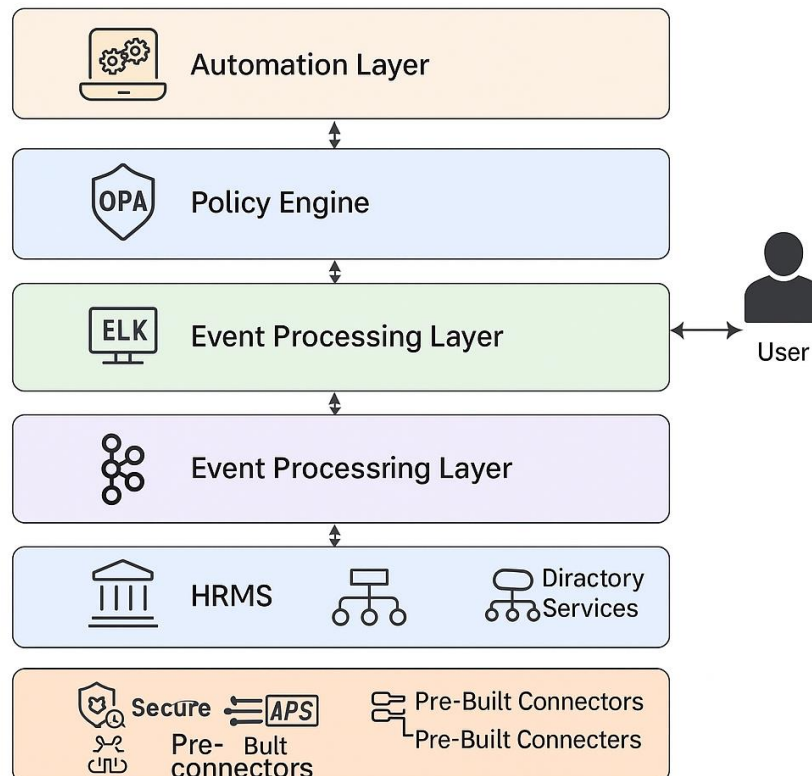 Automation Layer
OPA
Policy Engine
ELK
Event Processing Layer
User
Event Processring Layer
HRMS
Diractory
Services
Secure
APS
Pre-Built Connectors
Pre-Built Connecters
Pre- Bult
connectors